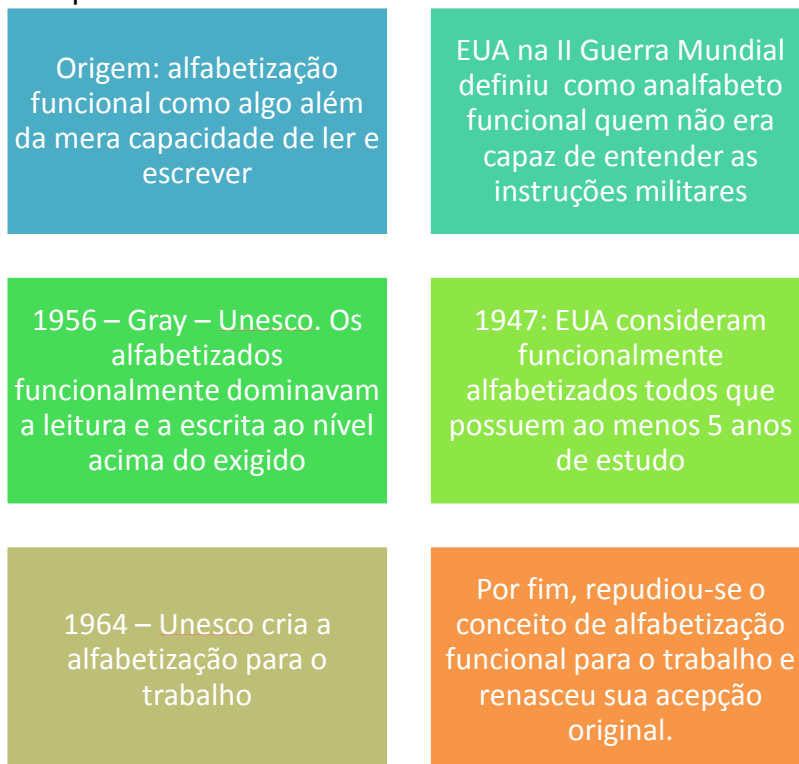 Origem: alfabetização
funcional como algo além
da mera capacidade de ler e
escrever
EUA na II Guerra Mundial
definiu como analfabeto
funcional quem não era
capaz de entender as
instruções militares
1956 – Gray – Unesco. Os
alfabetizados
funcionalmente dominavam
a leitura e a escrita ao nível
acima do exigido
1947: EUA consideram
funcionalmente
alfabetizados todos que
possuem ao menos 5 anos
de estudo
1964 – Unesco cria a
alfabetização para o
trabalho
Por fim, repudiou-se o
conceito de alfabetização
funcional para o trabalho e
renasceu sua acepção
original.